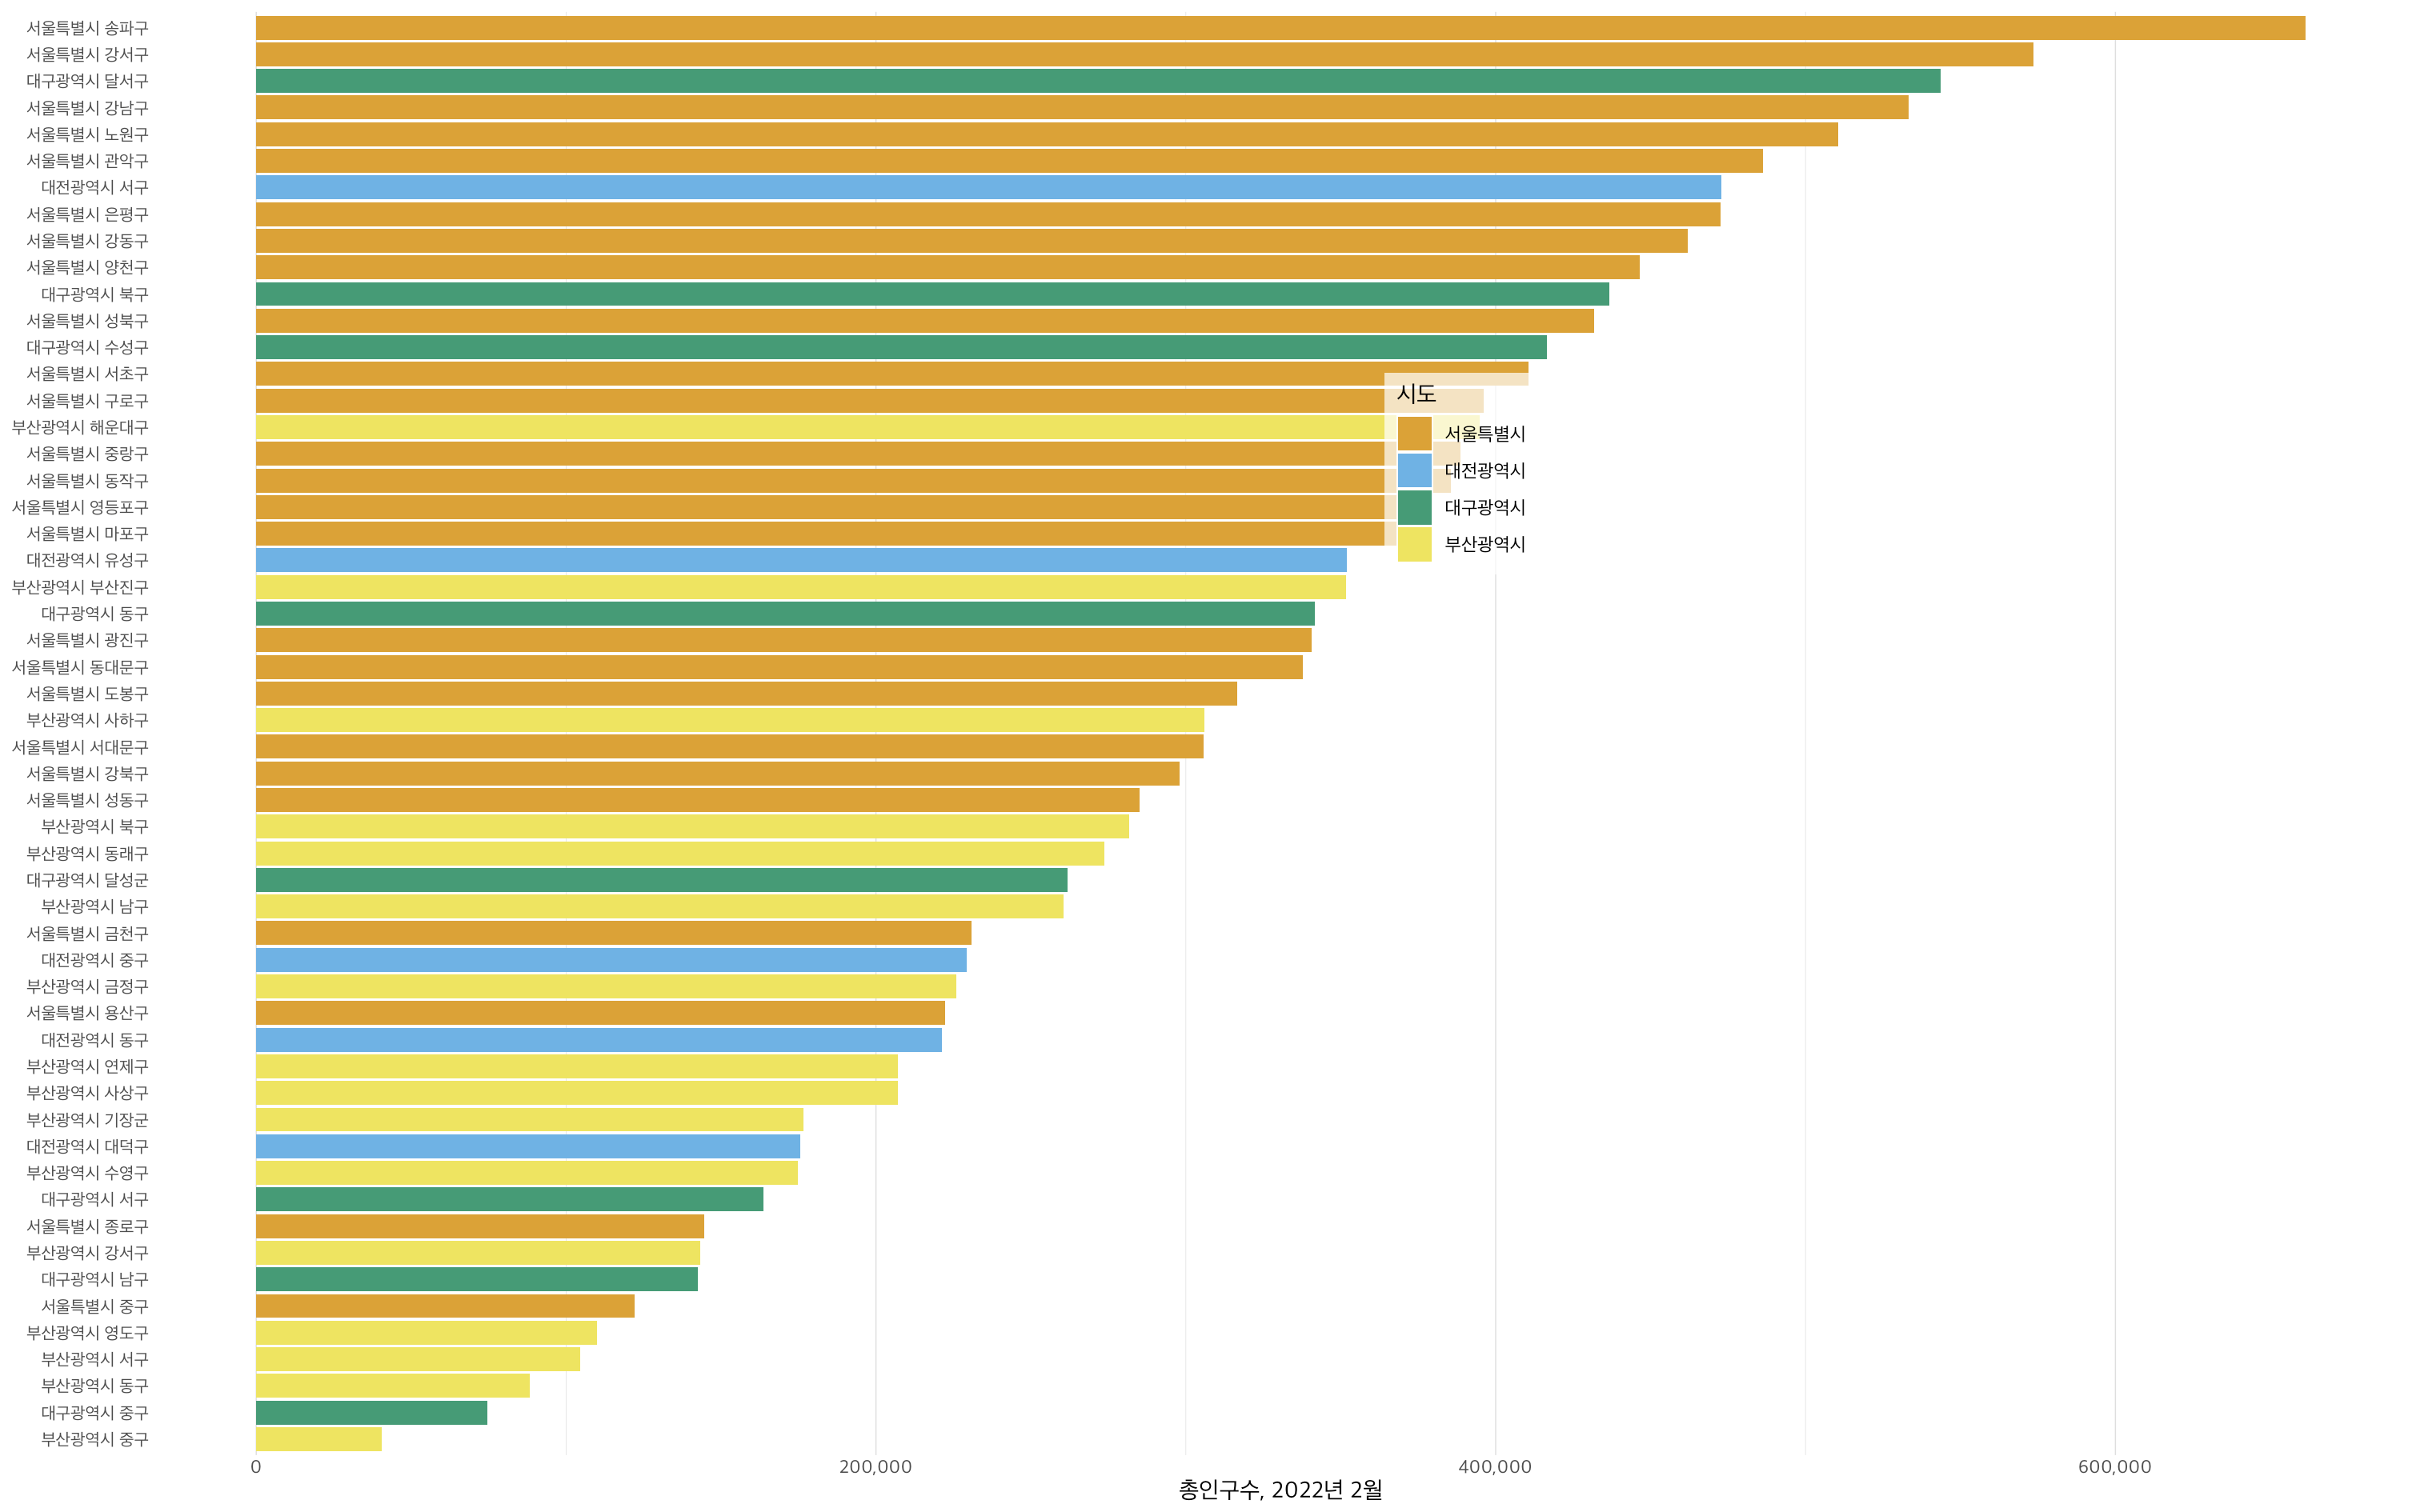 서울특별시 송파구
서울특별시 강서구
대구광역시 달서구
서울특별시 강남구
서울특별시 노원구
서울특별시 관악구
대전광역시 서구
서울특별시 은평구
서울특별시 강동구
서울특별시 양천구
대구광역시 북구
서울특별시 성북구
대구광역시 수성구
서울특별시 서초구
서울특별시 구로구
부산광역시 해운대구
서울특별시 중랑구
서울특별시 동작구
서울특별시 영등포구
서울특별시 마포구
대전광역시 유성구
부산광역시 부산진구
대구광역시 동구
서울특별시 광진구
서울특별시 동대문구
서울특별시 도봉구
부산광역시 사하구
서울특별시 서대문구
서울특별시 강북구
서울특별시 성동구
부산광역시 북구
부산광역시 동래구
대구광역시 달성군
부산광역시 남구
서울특별시 금천구
대전광역시 중구
부산광역시 금정구
서울특별시 용산구
대전광역시 동구
부산광역시 연제구
부산광역시 사상구
부산광역시 기장군
대전광역시 대덕구
부산광역시 수영구
대구광역시 서구
서울특별시 종로구
부산광역시 강서구
대구광역시 남구
서울특별시 중구
부산광역시 영도구
부산광역시 서구
부산광역시 동구
대구광역시 중구
부산광역시 중구
시도
서울특별시
대전광역시
대구광역시
부산광역시
0 200,000 400,000 600,000
총인구수, 2022년 2월